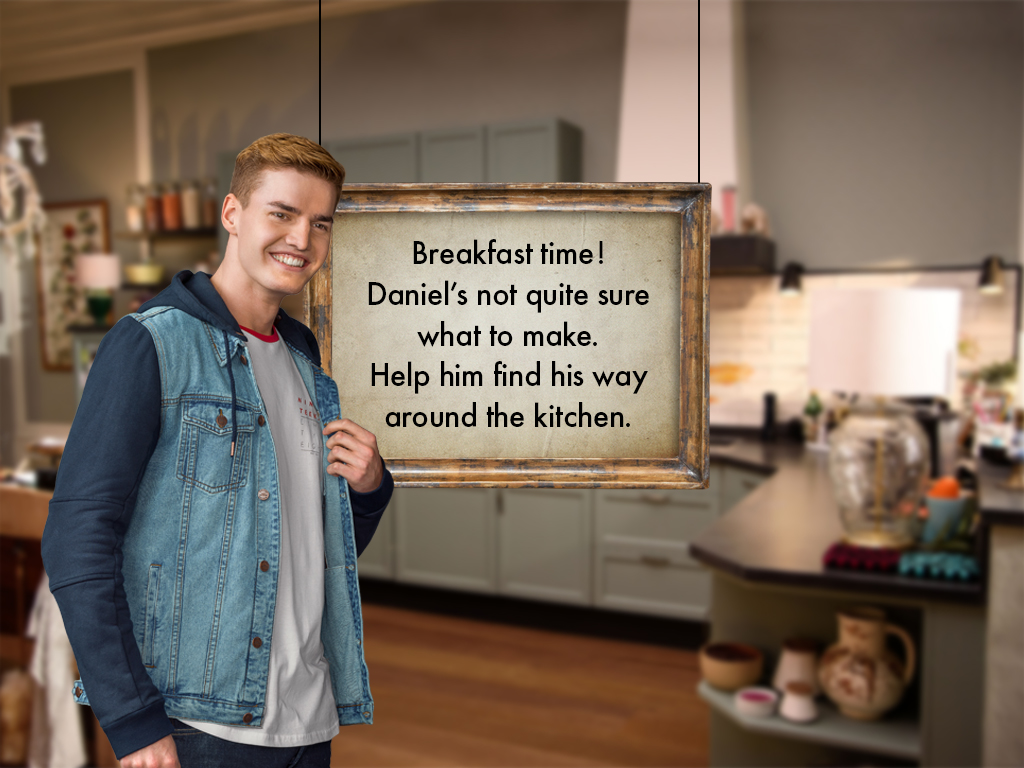 Breakfast time!
Daniel's not quite sure
what to make.
Help him find his way
around the kitchen.